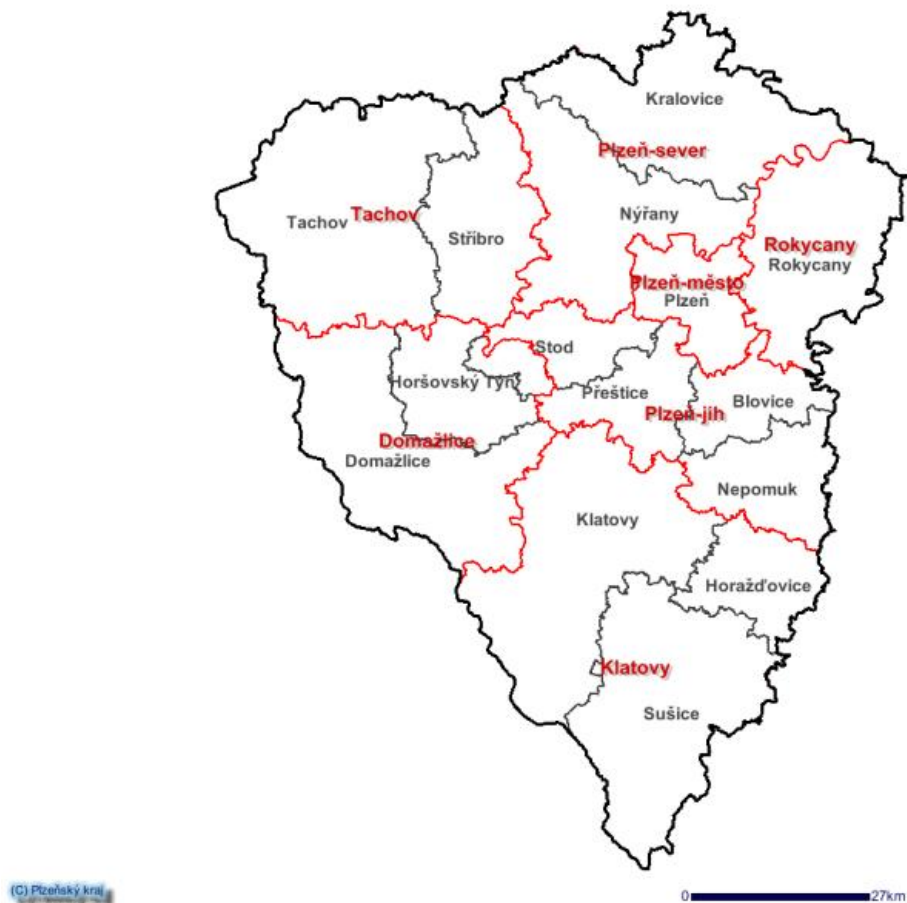 Kralovice
Plzeň-sever
Tachov
Tachov
Nýřany
Stříbro
Rokycany
Rokycany
Plzeň-město
Plzeň
Stod
Horšovský Týn
Přeštice
Blovice
Plzeň-jih
Domažlice
Domažlice
Nepomuk
Klatovy
Horažďovice
Klatovy
Sušice
(C) Plzeňský kraj
0 27km